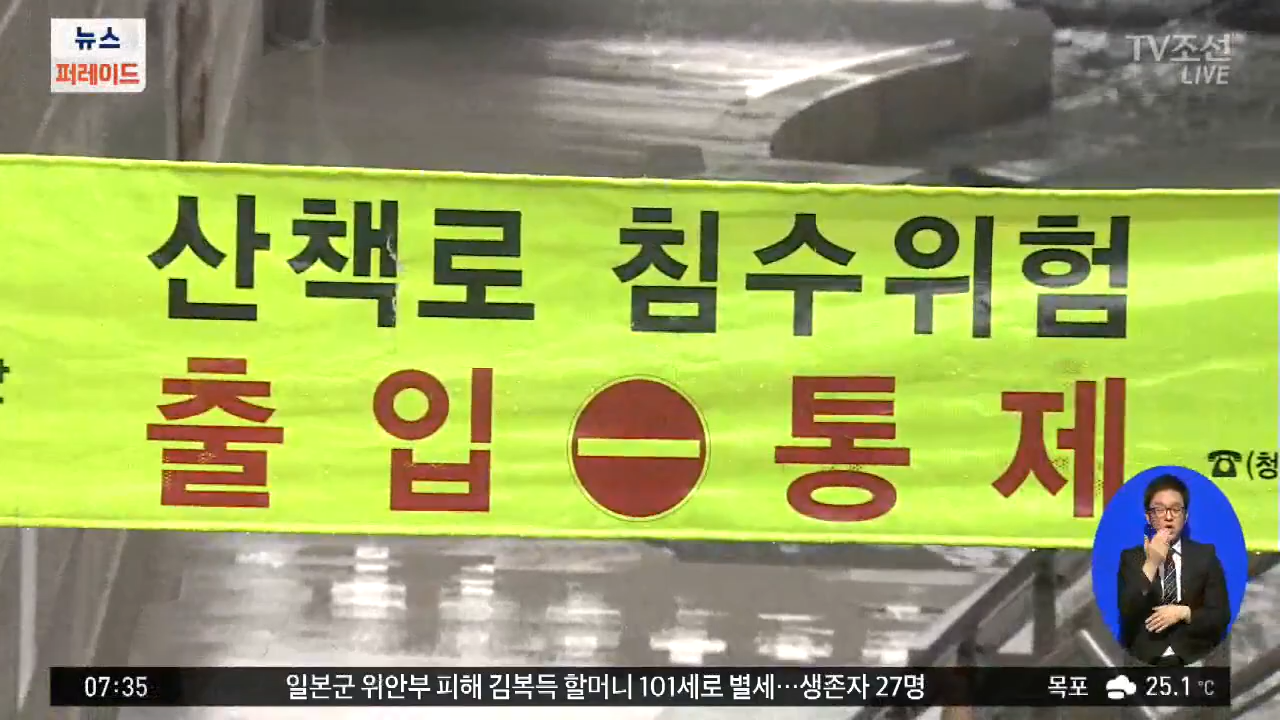 뉴스
퍼레이드
TV조선
LIVE
산책로 침수위험
출입 통제
☎(청
07:35
일본군 위안부 피해 김복득 할머니 101세로 별세…생존자 27명
목포 25.1℃